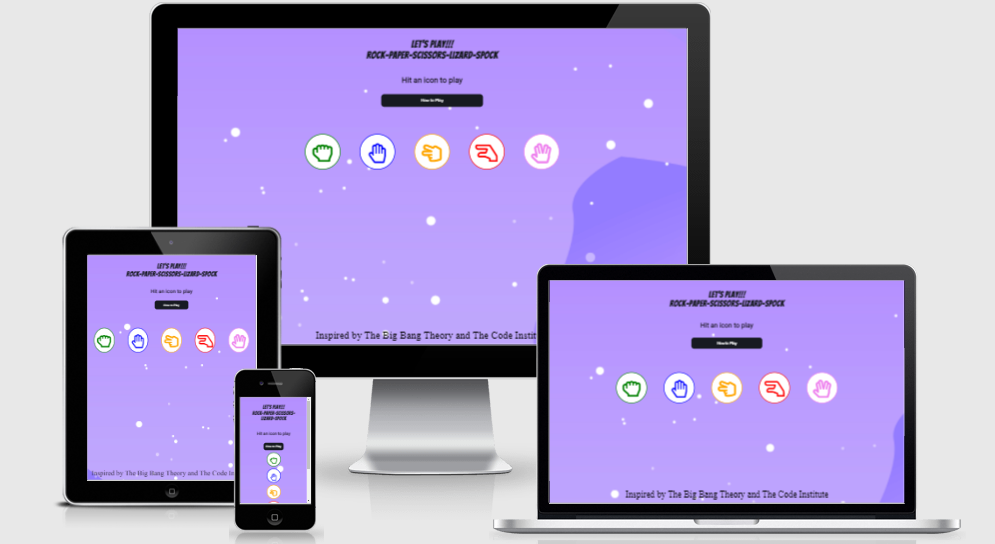 LET'S PLAY!!!
ROCK-PAPER-SCISSORS-LIZARD-SPOCK
Hit an icon to play
How to Play
Inspired by The Big Bang Theory and The Code Instit
LET'S PLAY!!!
ROCK-PAPER-SCISSORS-LIZARD-SPOCK
Hit an icon to play
How to Play
Inspired by The Big Bang Theory and The Code In
LET'S PLAY!!!
ROCK-PAPER-SCISSORS-
LIZARD-SPOCK
Hit an icon to play
How to Play
LET'S PLAY!!!
ROCK-PAPER-SCISSORS-LIZARD-SPOCK
Hit an icon to play
How to Play
Inspired by The Big Bang Theory and The Code Institute